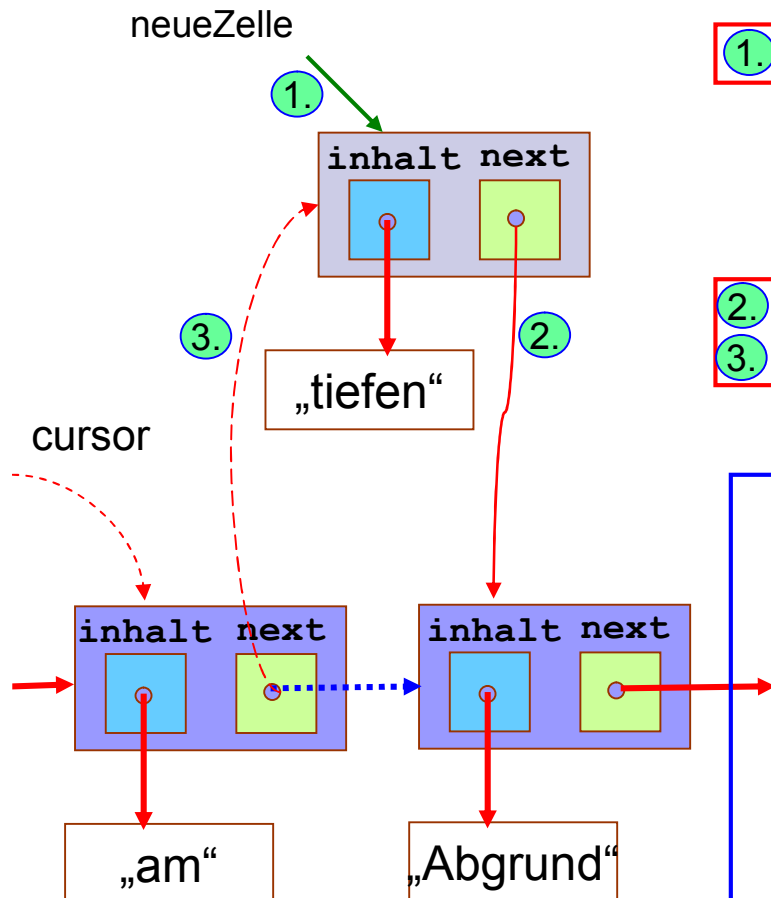 neueZelle
1.
1.
inhalt next
2.
3.
2.
3.
„tiefen“
cursor
inhalt next
inhalt next
„am“
„Abgrund“